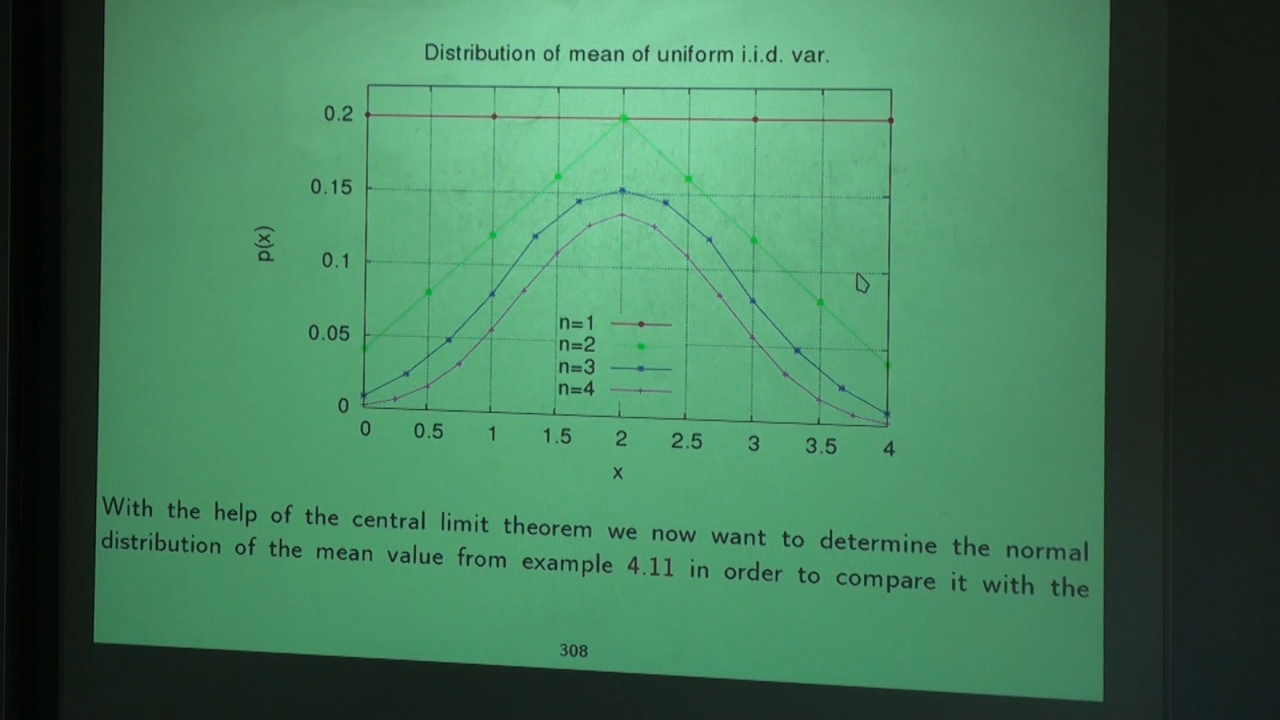 Distribution of mean of uniform i.i.d. var.
0.2
0.15
p(x)
0.1
0.05
0
n=1
n=2
n=3
n=4
0 0.5 1 1.5 2 2.5 3 3.5 4
x
With the help of the central limit theorem we now want to determine the normal
distribution of the mean value from example 4.11 in order to compare it with the
308